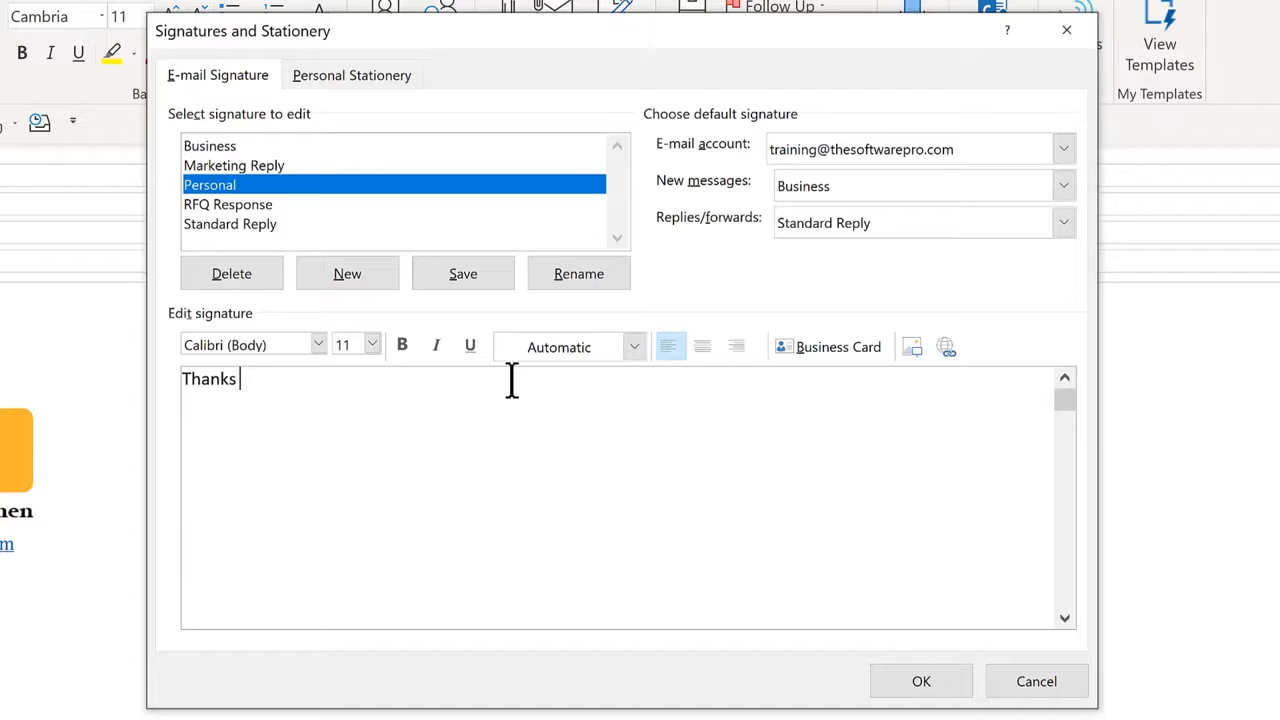 Cambria 11
Follow Up
B I U
View
Templates
My Templates
Ba
Signatures and Stationery
?
E-mail Signature Personal Stationery
Select signature to edit
Business
Marketing Reply
Personal
RFQ Response
Standard Reply
Delete New Save Rename
Choose default signature
E-mail account: training@thesoftwarepro.com
New messages: Business
Replies/forwards: Standard Reply
Edit signature
Calibri (Body) 11 B I U Automatic Business Card
Thanks
nen
m
OK Cancel